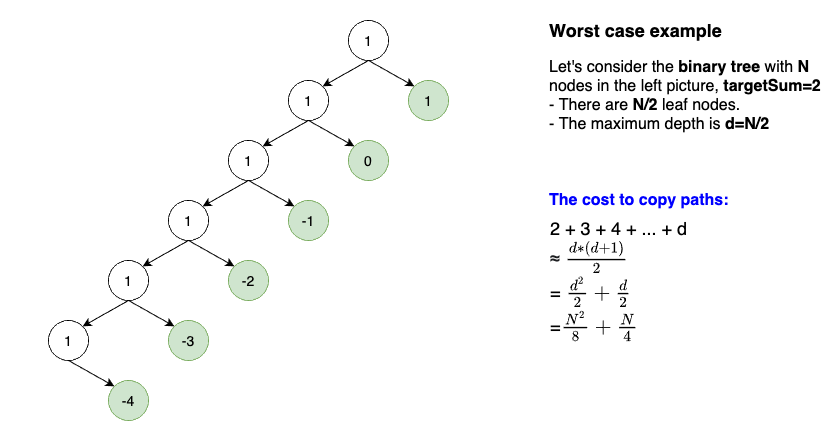 Worst case example
Let's consider the binary tree with N
nodes in the left picture, targetSum=2
- There are N/2 leaf nodes.
- The maximum depth is d=N/2
The cost to copy paths:
2 + 3 + 4 + ... + d
≈ d*(d+1)/2
= d²/2 + d/2
=N²/8 + N/4
1
1
1
1
0
1
-1
1
-2
1
-3
-4